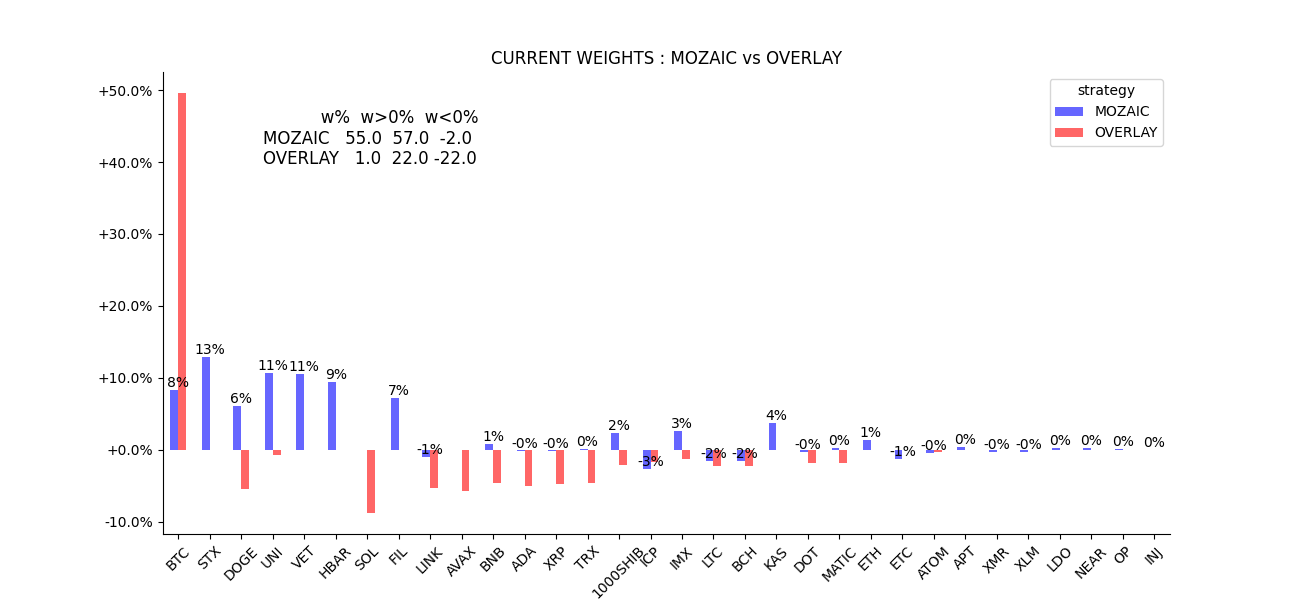 CURRENT WEIGHTS : MOZAIC vs OVERLAY
+50.0%
+40.0%
+30.0%
+20.0%
+10.0%
+0.0%
-10.0%
w% w>0% w<0%
MOZAIC 55.0 57.0 -2.0
OVERLAY 1.0 22.0 -22.0
strategy
MOZAIC
OVERLAY
8% 13% 6% 11% 11% 9% 7% -1% 1% -0% -0% 0% 2% -3% 3% -2% -2% 4% -0% 0% 1% -1% -0% 0% -0% -0% 0% 0% 0% 0%
BTC STX DOGE UNI VET HBAR SOL FIL LINK AVAX BNB ADA XRP TRX 1000SHIB ICP IMX LTC BCH KAS DOT MATIC ETH ETC ATOM APT XMR XLM LDO NEAR OP INJ